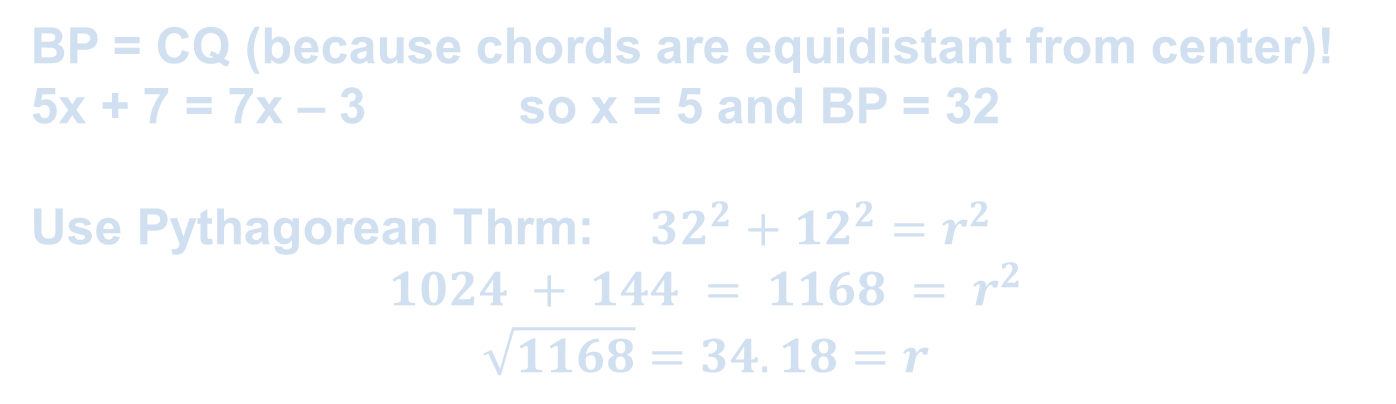 BP = CQ (because chords are equidistant from center)!
5x + 7 = 7x – 3 so x = 5 and BP = 32
Use Pythagorean Thrm: 32² + 12² = r²
1024 + 144 = 1168 = r²
√1168 = 34.18 = r